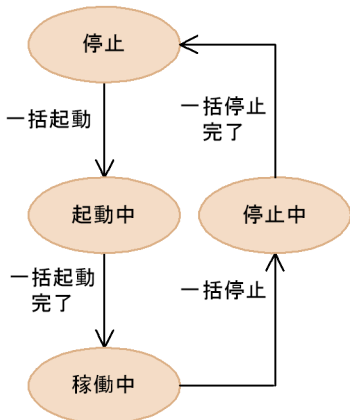 停止
一括起動
一括停止
完了
起動中
停止中
一括起動
完了
一括停止
稼働中